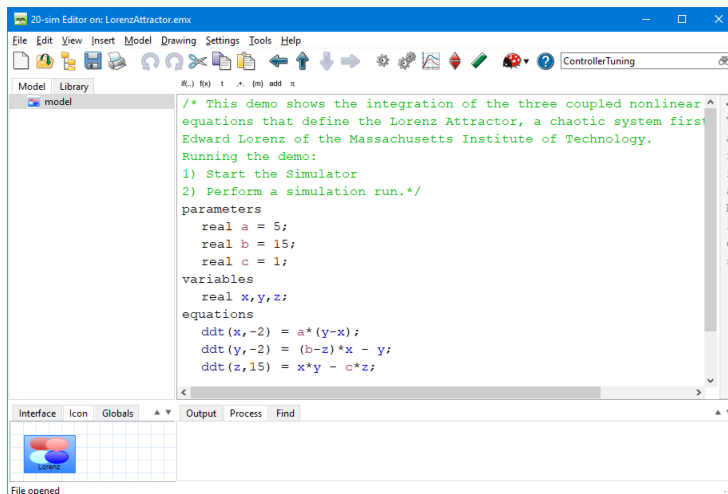 20-sim Editor on: LorenzAttractor.emx
File Edit View Insert Model Drawing Settings Tools Help
ControllerTuning
Model Library
if(..) f(x) t .+. {m} add π
model
/* This demo shows the integration of the three coupled nonlinear
equations that define the Lorenz Attractor, a chaotic system first
Edward Lorenz of the Massachusetts Institute of Technology.
Running the demo:
1) Start the Simulator
2) Perform a simulation run.*/
parameters
real a = 5;
real b = 15;
real c = 1;
variables
real x,y,z;
equations
ddt(x,-2) = a*(y-x);
ddt(y,-2) = (b-z)*x - y;
ddt(z,15) = x*y - c*z;
Interface Icon Globals Output Process Find
Lorenz
File opened